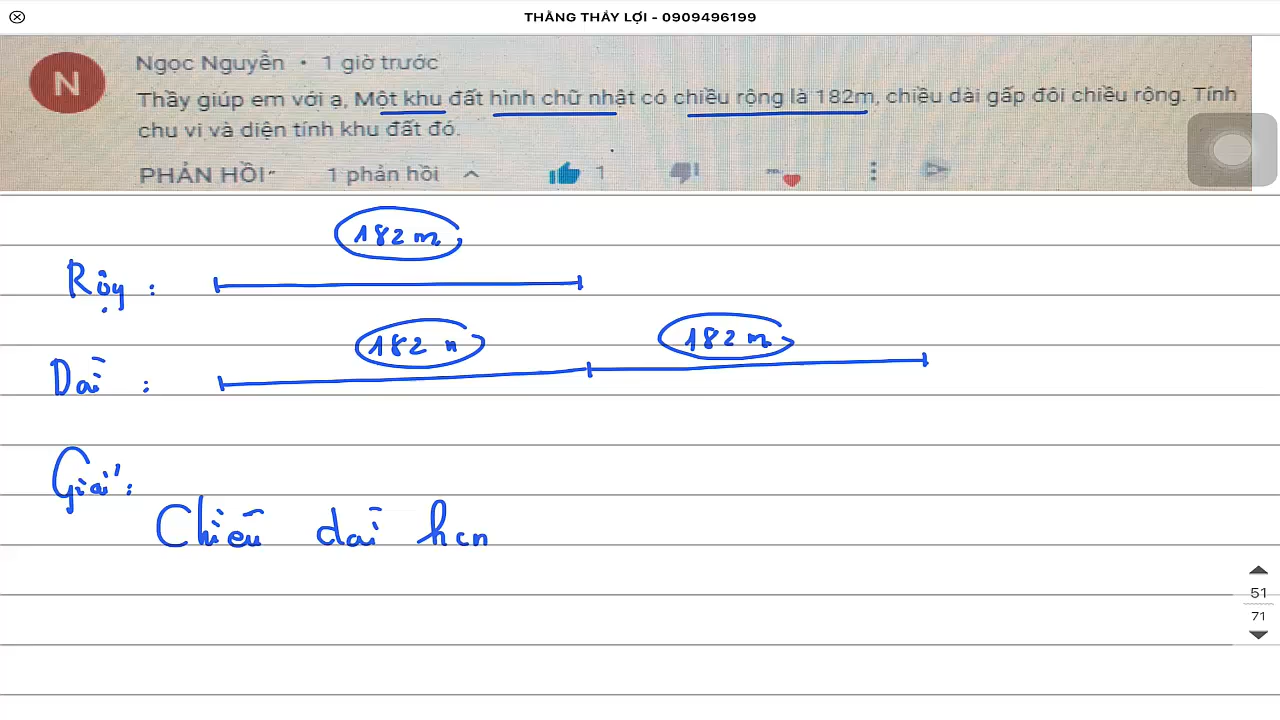 THẦNG THẦY LỢI - 0909496199
N
Ngọc Nguyễn • 1 giờ trước
Thầy giúp em với ạ, Một khu đất hình chữ nhật có chiều rộng là 182m, chiều dài gấp đôi chiều rộng. Tính
chu vi và diện tính khu đất đó.
PHẢN HỒI 1 phản hồi 1
182 m
Rộng :
182 m 182 m
Dài :
Giải :
Chiều dài hcn
51
71